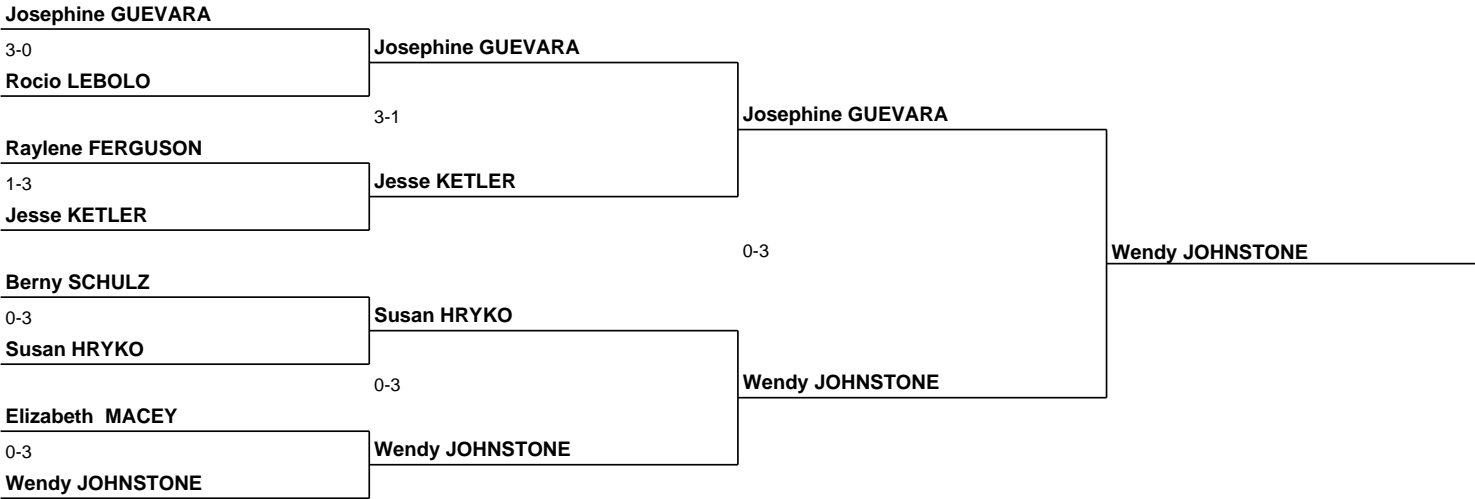 Josephine GUEVARA
3-0
Josephine GUEVARA
Rocio LEBOLO
3-1
Josephine GUEVARA
Raylene FERGUSON
1-3
Jesse KETLER
Jesse KETLER
0-3
Wendy JOHNSTONE
Berny SCHULZ
0-3
Susan HRYKO
Susan HRYKO
0-3
Wendy JOHNSTONE
Elizabeth  MACEY
0-3
Wendy JOHNSTONE
Wendy JOHNSTONE